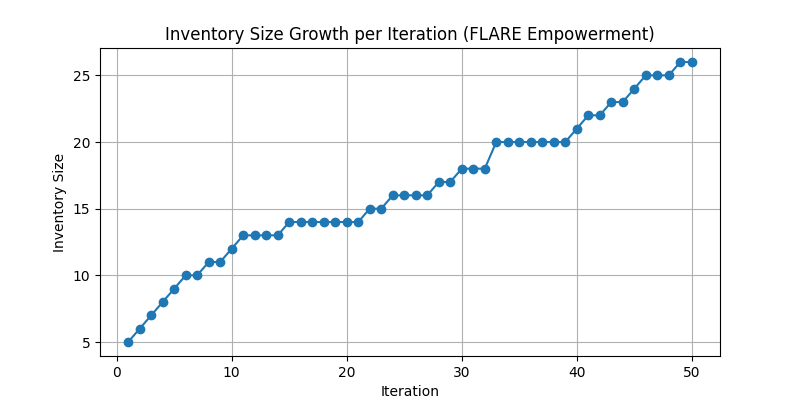 Inventory Size Growth per Iteration (FLARE Empowerment)
Inventory Size
25
20
15
10
5
0 10 20 30 40 50
Iteration